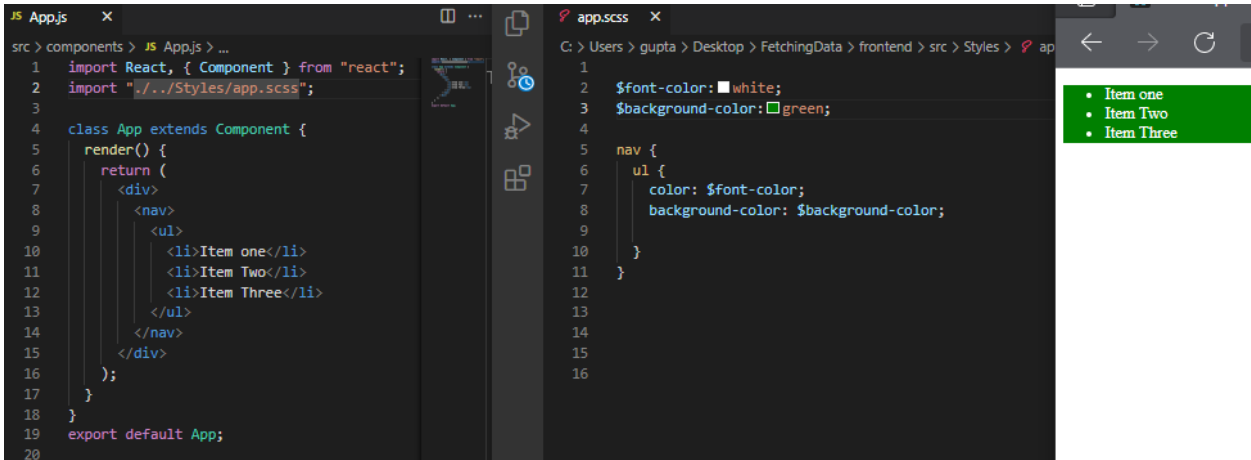 JS App.js ×
src > components > JS App.js > ...
1 import React, { Component } from "react";
2 import "./../Styles/app.scss";
3
4 class App extends Component {
5 render() {
6 return (
7 <div>
8 <nav>
9 <ul>
10 <li>Item one</li>
11 <li>Item Two</li>
12 <li>Item Three</li>
13 </ul>
14 </nav>
15 </div>
16 );
17 }
18 }
19 export default App;
20
app.scss ×
C: > Users > gupta > Desktop > FetchingData > frontend > src > Styles > ap
1
2 $font-color: white;
3 $background-color: green;
4
5 nav {
6 ul {
7 color: $font-color;
8 background-color: $background-color;
9
10 }
11 }
12
13
14
15
16
• Item one
• Item Two
• Item Three